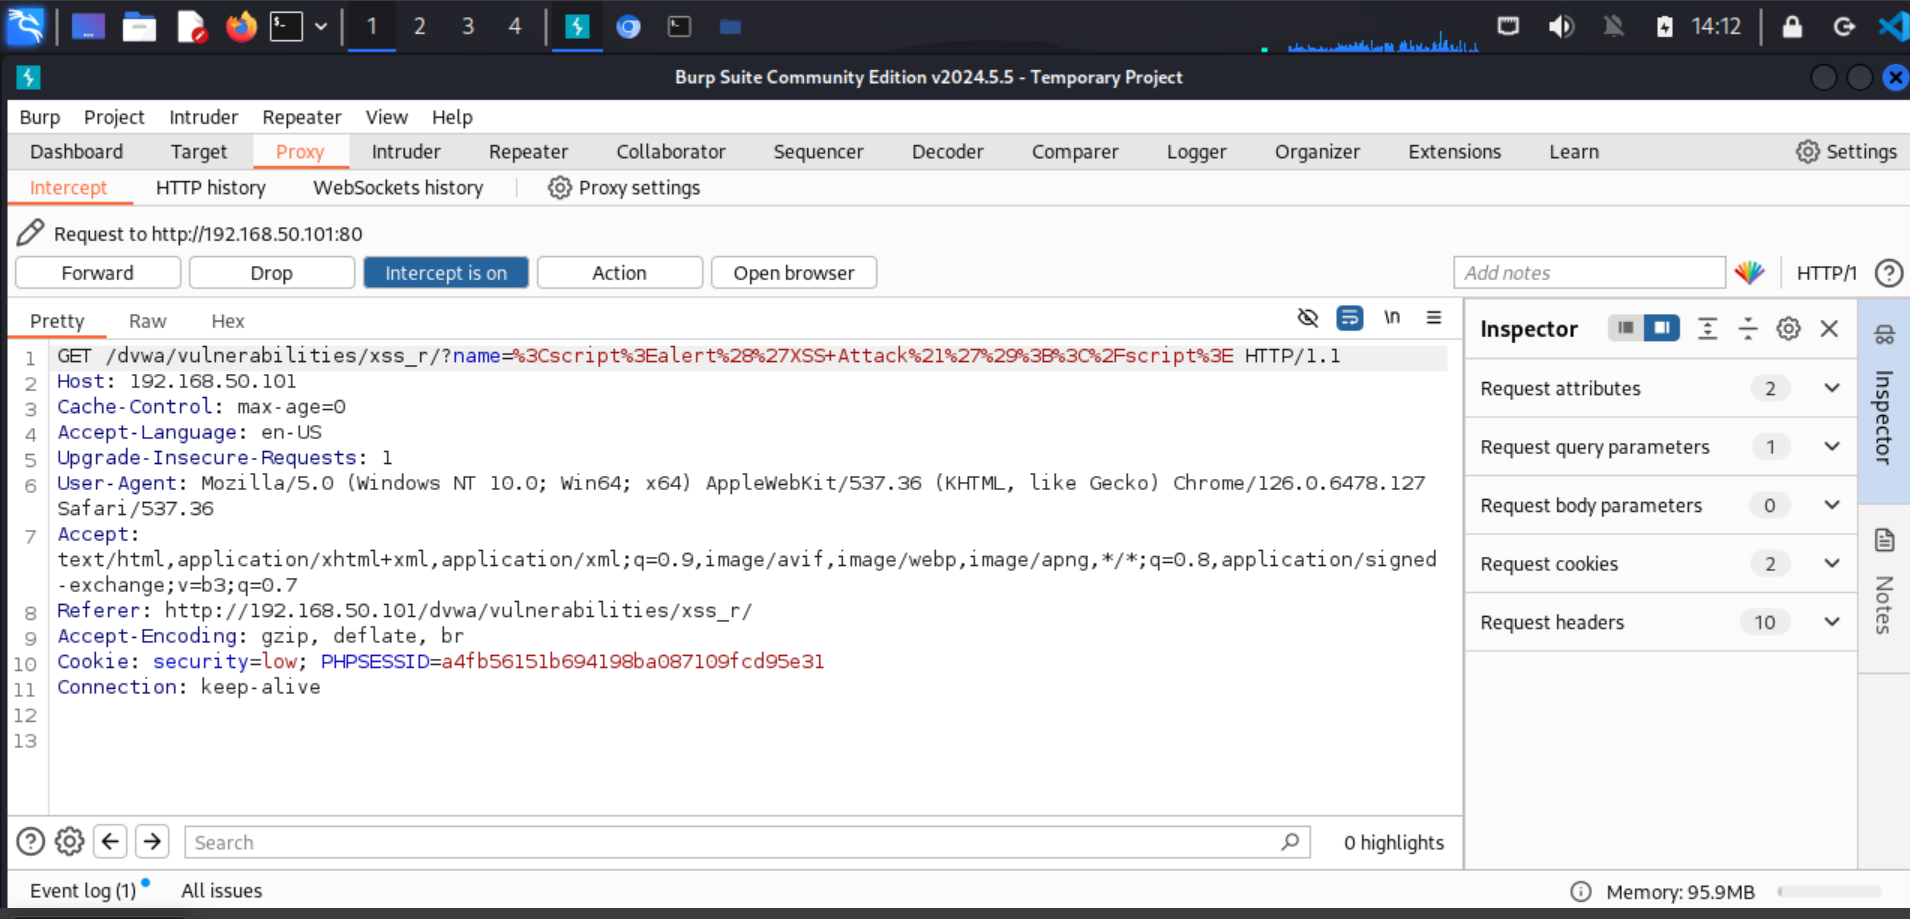 1 2 3 4 14:12
Burp Suite Community Edition v2024.5.5 - Temporary Project
Burp Project Intruder Repeater View Help
Dashboard Target Proxy Intruder Repeater Collaborator Sequencer Decoder Comparer Logger Organizer Extensions Learn Settings
Intercept HTTP history WebSockets history Proxy settings
Request to http://192.168.50.101:80
Forward Drop Intercept is on Action Open browser Add notes HTTP/1
Pretty Raw Hex \n
Inspector
1 GET /dvwa/vulnerabilities/xss_r/?name=%3Cscript%3Ealert%28%27XSS+Attack%21%27%29%3B%3C%2Fscript%3E HTTP/1.1
2 Host: 192.168.50.101
3 Cache-Control: max-age=0
4 Accept-Language: en-US
5 Upgrade-Insecure-Requests: 1
6 User-Agent: Mozilla/5.0 (Windows NT 10.0; Win64; x64) AppleWebKit/537.36 (KHTML, like Gecko) Chrome/126.0.6478.127
Safari/537.36
7 Accept:
text/html,application/xhtml+xml,application/xml;q=0.9,image/avif,image/webp,image/apng,*/*;q=0.8,application/signed
-exchange;v=b3;q=0.7
8 Referer: http://192.168.50.101/dvwa/vulnerabilities/xss_r/
9 Accept-Encoding: gzip, deflate, br
10 Cookie: security=low; PHPSESSID=a4fb56151b694198ba087109fcd95e31
11 Connection: keep-alive
12
13
Request attributes 2
Request query parameters 1
Request body parameters 0
Request cookies 2
Request headers 10
Inspector
Notes
Search 0 highlights
Event log (1) All issues Memory: 95.9MB